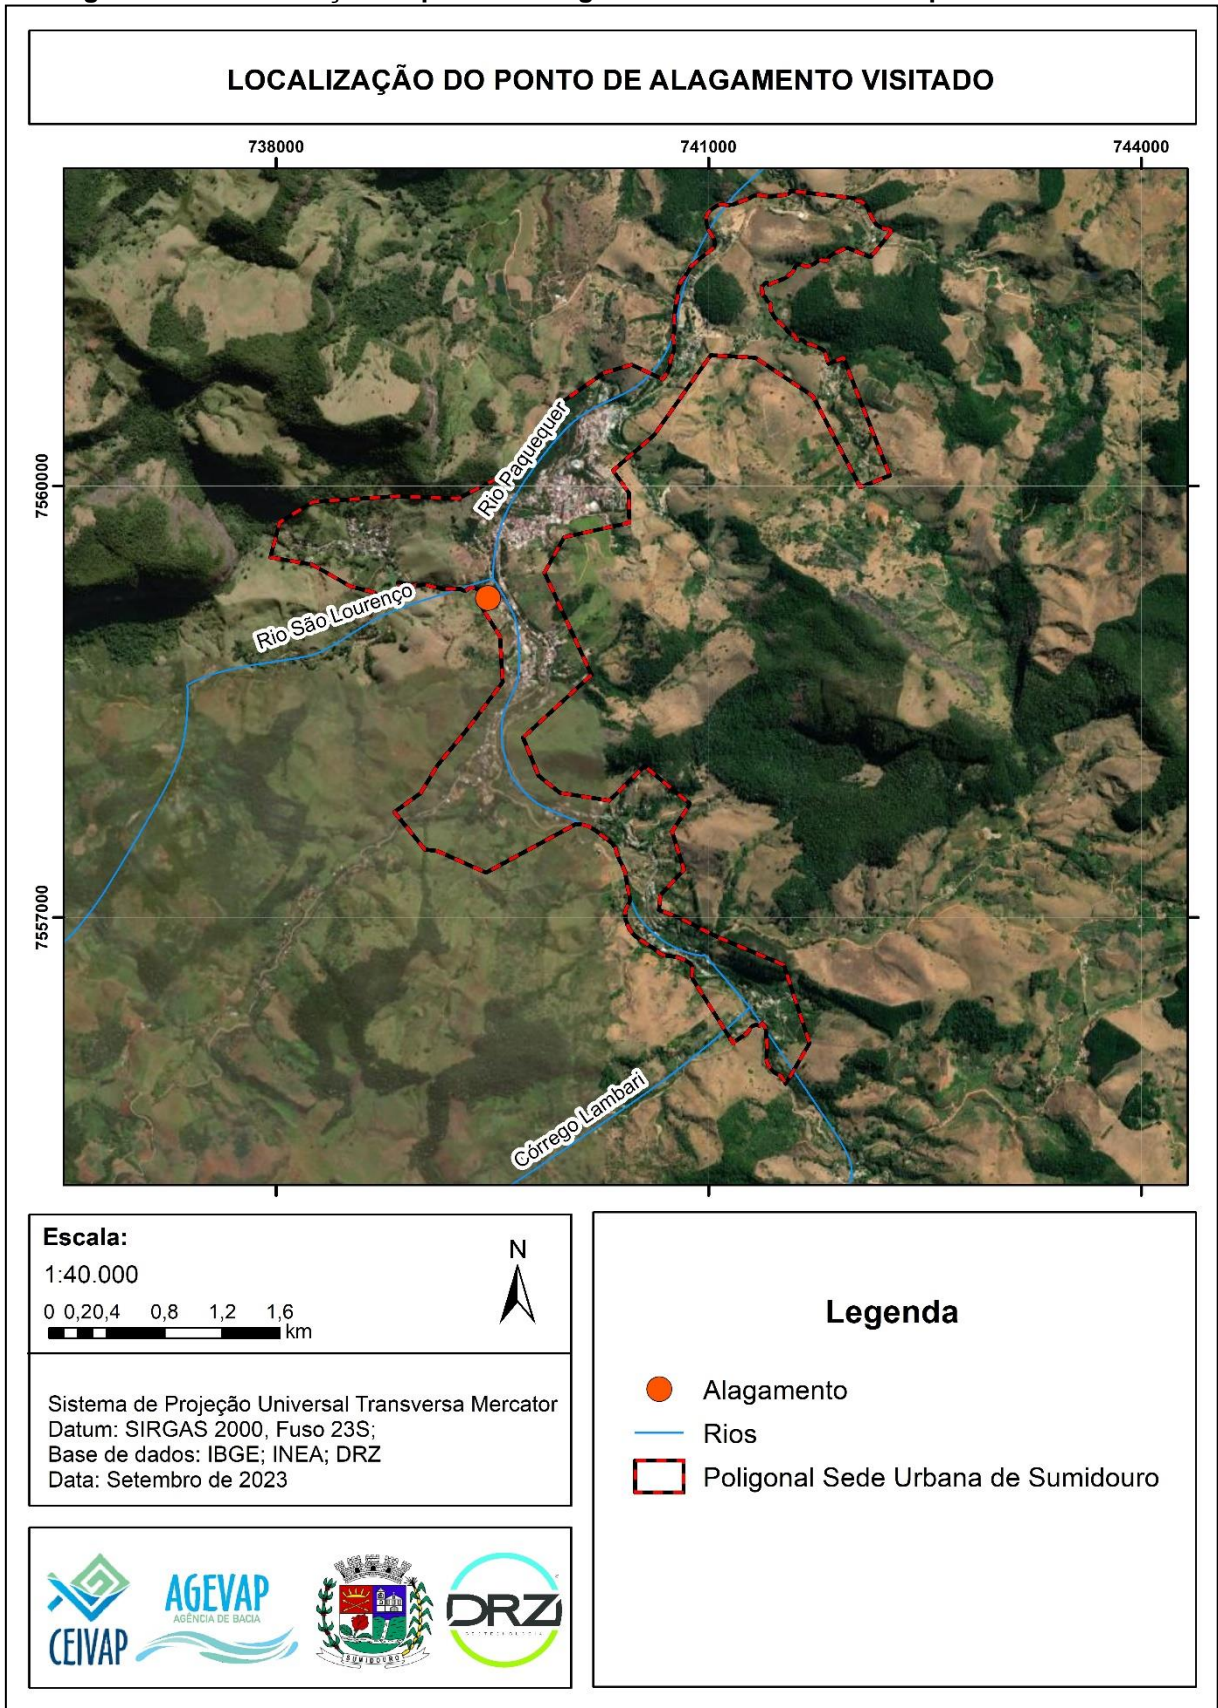 LOCALIZAÇÃO DO PONTO DE ALAGAMENTO VISITADO
738000
741000
744000
7560000
7557000
Rio Paquequer
Rio São Lourenço
Córrego Lambari
Escala:
1:40.000
0 0,20,4 0,8 1,2 1,6
km
N
Sistema de Projeção Universal Transversa Mercator
Datum: SIRGAS 2000, Fuso 23S;
Base de dados: IBGE; INEA; DRZ
Data: Setembro de 2023
Legenda
Alagamento
Rios
Poligonal Sede Urbana de Sumidouro
CEIVAP
AGEVAP
AGÊNCIA DE BACIA
SUMIDOURO
DRZ